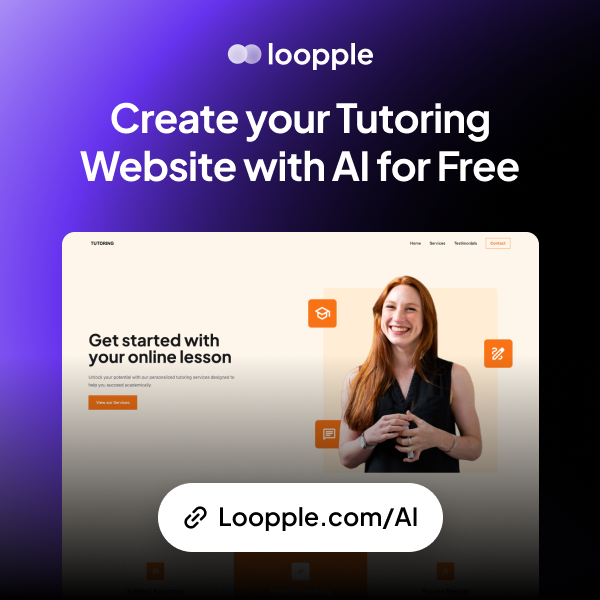 loopple
Create your Tutoring
Website with AI for Free
TUTORING
Home Services Testimonials Contact
Get started with
your online lesson
Unlock your potential with our personalized tutoring services designed to
help you succeed academically.
View our Services
Loopple.com/AI